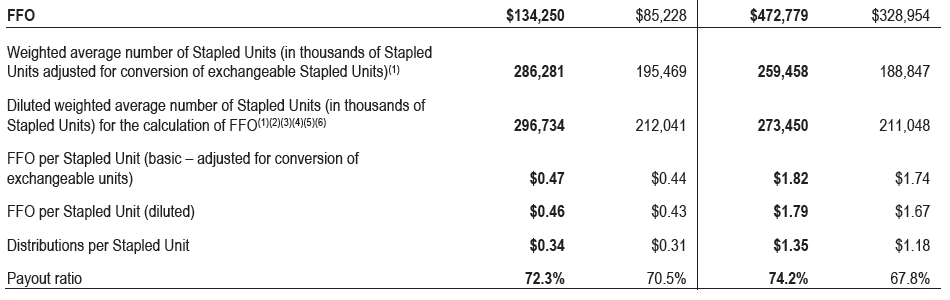 FFO $134,250 $85,228 $472,779 $328,954
Weighted average number of Stapled Units (in thousands of Stapled
Units adjusted for conversion of exchangeable Stapled Units)(1) 286,281 195,469 259,458 188,847
Diluted weighted average number of Stapled Units (in thousands of
Stapled Units) for the calculation of FFO(1)(2)(3)(4)(5)(6) 296,734 212,041 273,450 211,048
FFO per Stapled Unit (basic – adjusted for conversion of
exchangeable units) $0.47 $0.44 $1.82 $1.74
FFO per Stapled Unit (diluted) $0.46 $0.43 $1.79 $1.67
Distributions per Stapled Unit $0.34 $0.31 $1.35 $1.18
Payout ratio 72.3% 70.5% 74.2% 67.8%